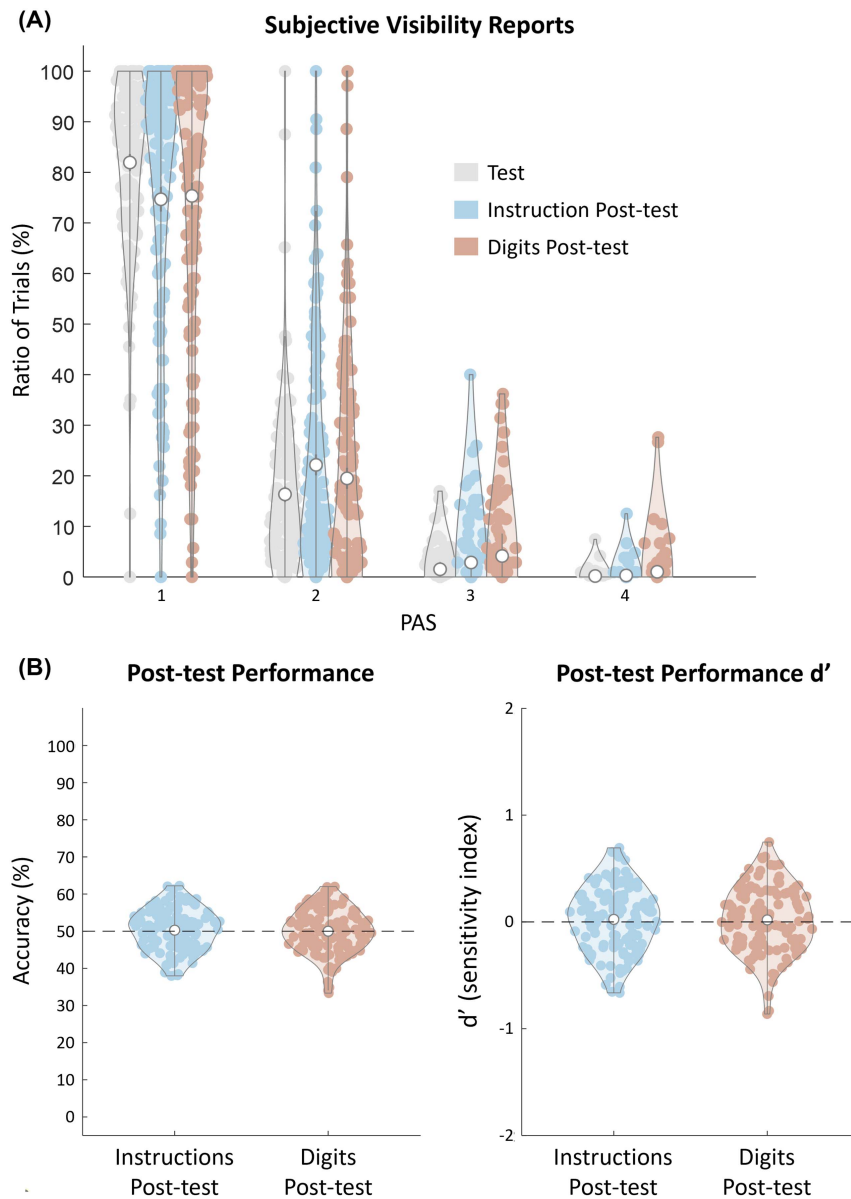 (A)
Subjective Visibility Reports
Ratio of Trials (%)
100
90
80
70
60
50
40
30
20
10
0
Test
Instruction Post-test
Digits Post-test
1 2 3 4
PAS
(B)
Post-test Performance
Accuracy (%)
100
90
80
70
60
50
40
30
20
10
0
Instructions Post-test
Digits Post-test
Post-test Performance d’
d’ (sensitivity index)
2
1
0
-1
-2
Instructions Post-test
Digits Post-test